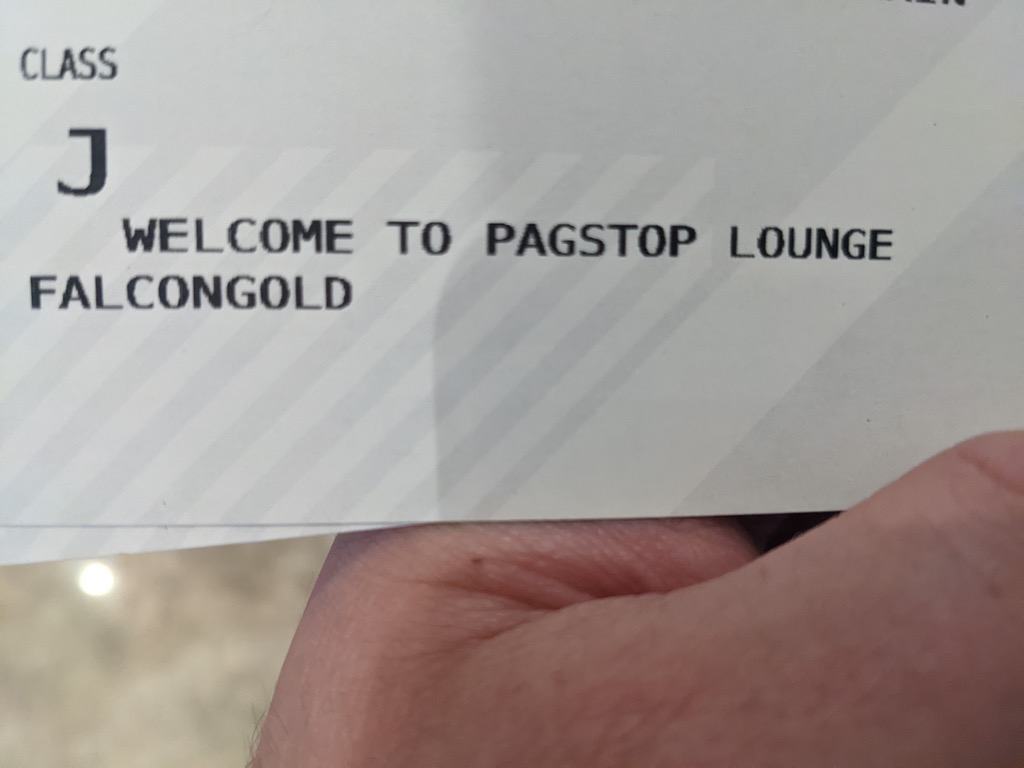 CLASS
J
WELCOME TO PAGSTOP LOUNGE
FALCONGOLD